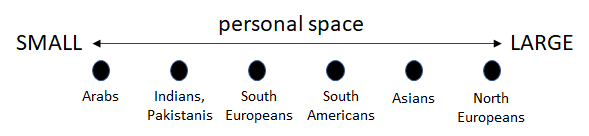 personal space
SMALL LARGE
Arabs
Indians,
Pakistanis
South
Europeans
South
Americans
Asians
North
Europeans